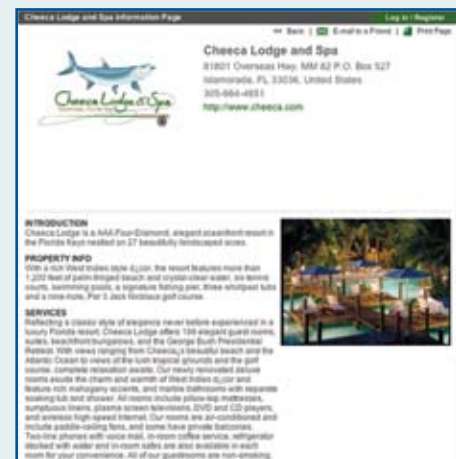 Cheeca Lodge and Spa Information Page
Log in / Register
Back | E-mail to a Friend | Print Page
Cheeca Lodge & Spa
Cheeca Lodge and Spa
81801 Overseas Hwy. MM 82 P.O. Box 527
Islamorada, FL 33036, United States
305-664-4651
http://www.cheeca.com
INTRODUCTION
Cheeca Lodge is a AAA Four-Diamond, elegant oceanfront resort in
the Florida Keys nestled on 27 beautifully landscaped acres.
PROPERTY INFO
With a rich West Indies style d¿cor, the resort features more than
1,200 feet of palm-fringed beach and crystal-clear water, six tennis
courts, swimming pools, a signature fishing pier, three whirlpool tubs
and a nine-hole, Par 3 Jack Nicklaus golf course.
SERVICES
Reflecting a classic style of elegance never before experienced in a
luxury Florida resort, Cheeca Lodge offers 199 elegant guest rooms,
suites, beachfront bungalows, and the George Bush Presidential
Retreat. With views ranging from Cheeca¿s beautiful beach and the
Atlantic Ocean to views of the lush tropical grounds and the golf
course, complete relaxation awaits. Our newly renovated deluxe
rooms exude the charm and warmth of West Indies d¿cor and
feature rich mahogany accents, and marble bathrooms with separate
soaking tub and shower. All rooms include pillow-top mattresses,
sumptuous linens, plasma screen televisions, DVD and CD players,
and wireless high-speed Internet. Our rooms are air-conditioned and
include paddle-ceiling fans, and some have private balconies.
Two-line phones with voice mail, in-room coffee service, refrigerator
stocked with water and in-room safes are also available in each
room for your convenience. All of our guestrooms are non-smoking.